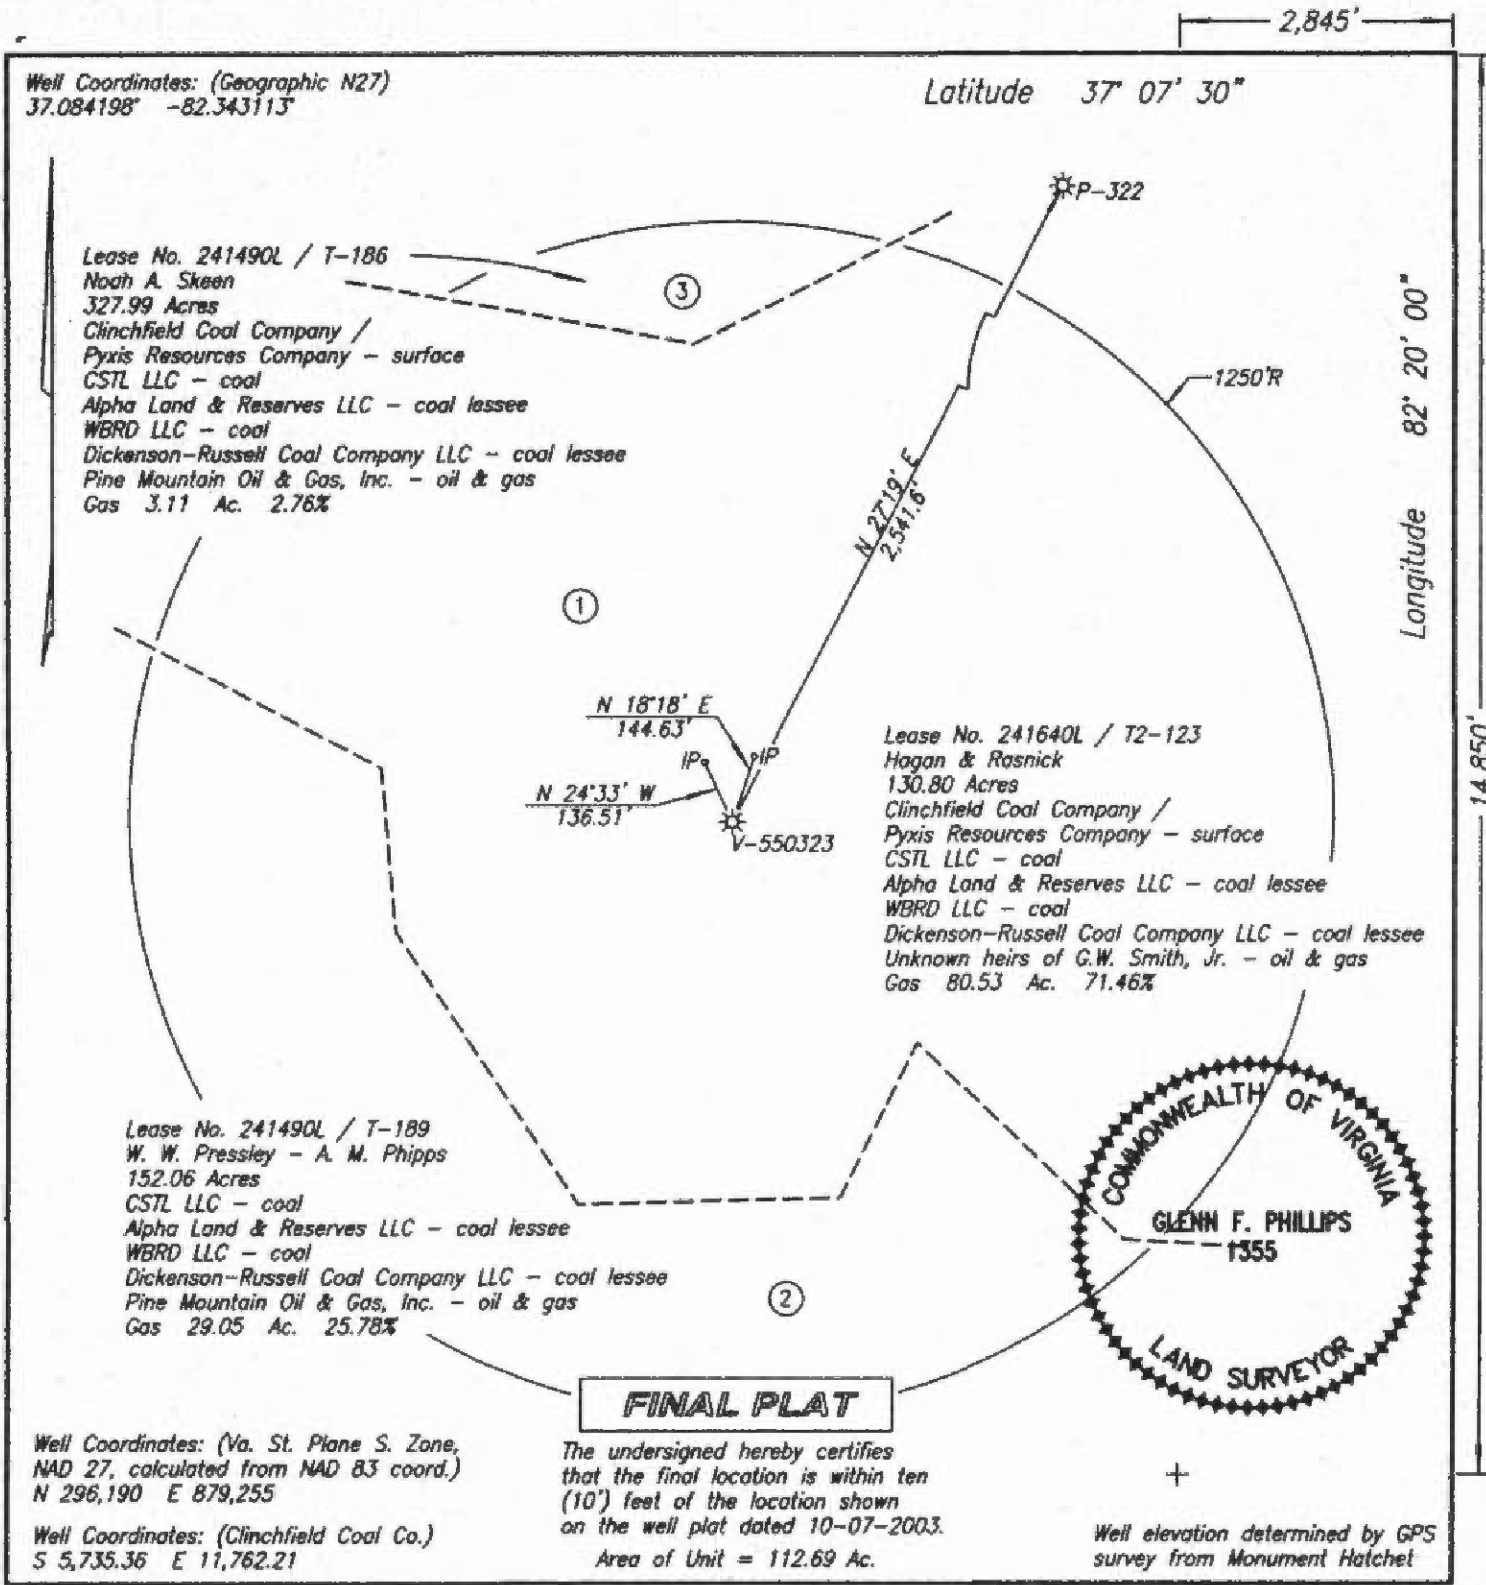 2,845'
Well Coordinates: (Geographic N27)
37.084198° -82.343113°
Latitude 37° 07' 30"
P-322
Lease No. 241490L / T-186
Noah A. Skeen
327.99 Acres
Clinchfield Coal Company /
Pyxis Resources Company - surface
CSTL LLC - coal
Alpha Land & Reserves LLC - coal lessee
WBRD LLC - coal
Dickenson-Russell Coal Company LLC - coal lessee
Pine Mountain Oil & Gas, Inc. - oil & gas
Gas 3.11 Ac. 2.76%
3
1250'R
Longitude 82° 20' 00"
N 27°19' E
2,541.6'
1
N 18°18' E
144.63'
IP
IP
N 24°33' W
136.51'
V-550323
Lease No. 241640L / T2-123
Hagan & Rasnick
130.80 Acres
Clinchfield Coal Company /
Pyxis Resources Company - surface
CSTL LLC - coal
Alpha Land & Reserves LLC - coal lessee
WBRD LLC - coal
Dickenson-Russell Coal Company LLC - coal lessee
Unknown heirs of G.W. Smith, Jr. - oil & gas
Gas 80.53 Ac. 71.46%
14,850'
Lease No. 241490L / T-189
W. W. Pressley - A. M. Phipps
152.06 Acres
CSTL LLC - coal
Alpha Land & Reserves LLC - coal lessee
WBRD LLC - coal
Dickenson-Russell Coal Company LLC - coal lessee
Pine Mountain Oil & Gas, Inc. - oil & gas
Gas 29.05 Ac. 25.78%
2
COMMONWEALTH OF VIRGINIA
GLENN F. PHILLIPS
1355
LAND SURVEYOR
FINAL PLAT
Well Coordinates: (Va. St. Plane S. Zone,
NAD 27, calculated from NAD 83 coord.)
N 296,190 E 879,255
Well Coordinates: (Clinchfield Coal Co.)
S 5,735.36 E 11,762.21
The undersigned hereby certifies
that the final location is within ten
(10') feet of the location shown
on the well plat dated 10-07-2003.
Area of Unit = 112.69 Ac.
Well elevation determined by GPS
survey from Monument Hatchet